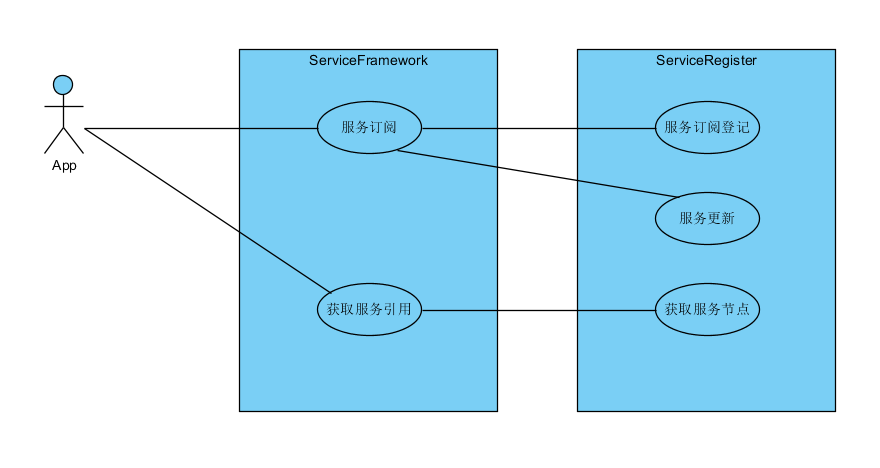 ServiceFramework
ServiceRegister
App
服务订阅
服务订阅登记
服务更新
获取服务引用
获取服务节点